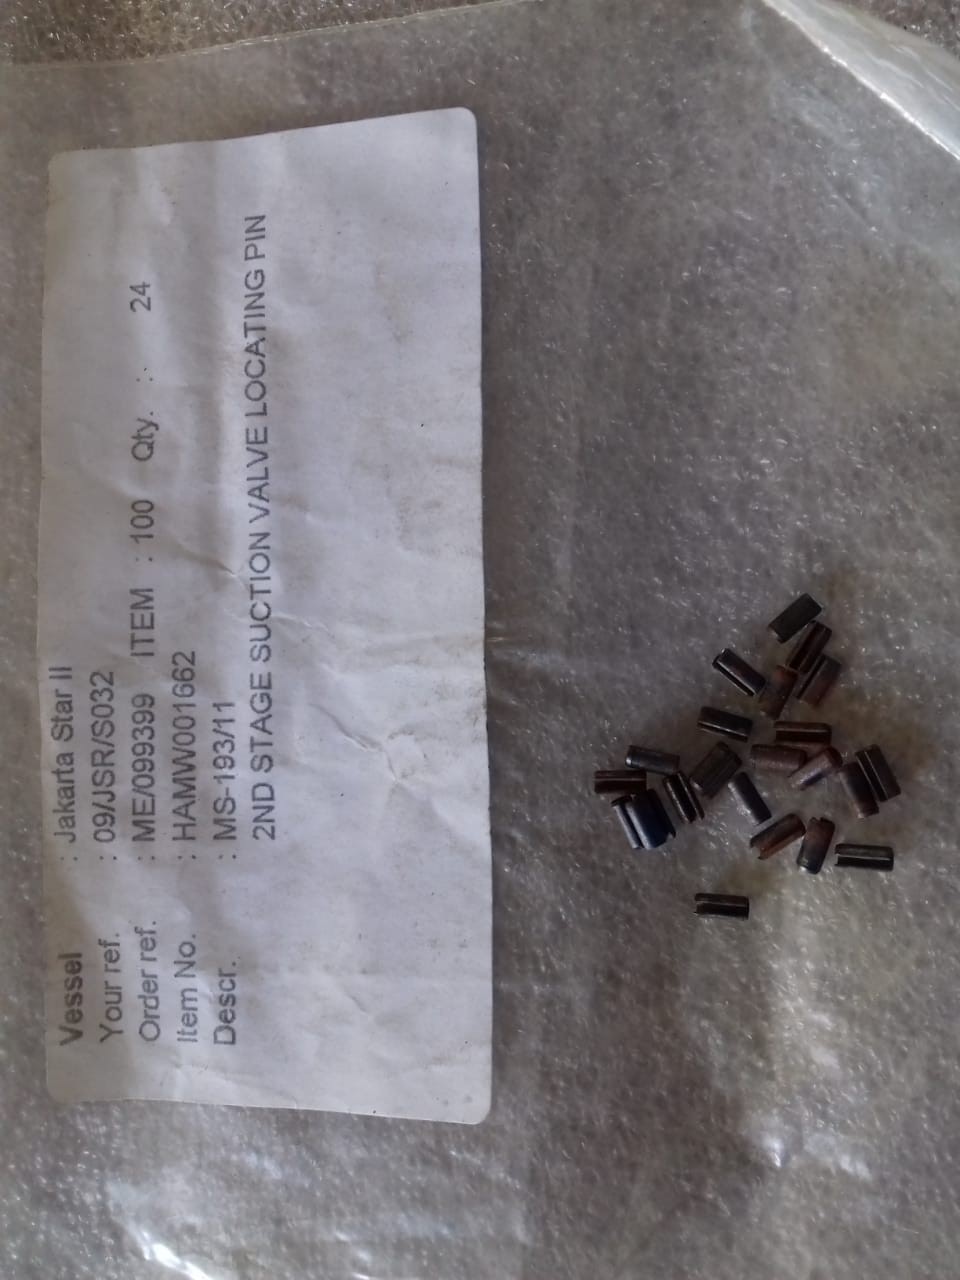 Vessel : Jakarta Star II
Your ref. : 09/JSR/S032
Order ref. : ME/099399 ITEM : 100 Qty. : 24
Item No. : HAMW001662
Descr. : MS-193/11
2ND STAGE SUCTION VALVE LOCATING PIN